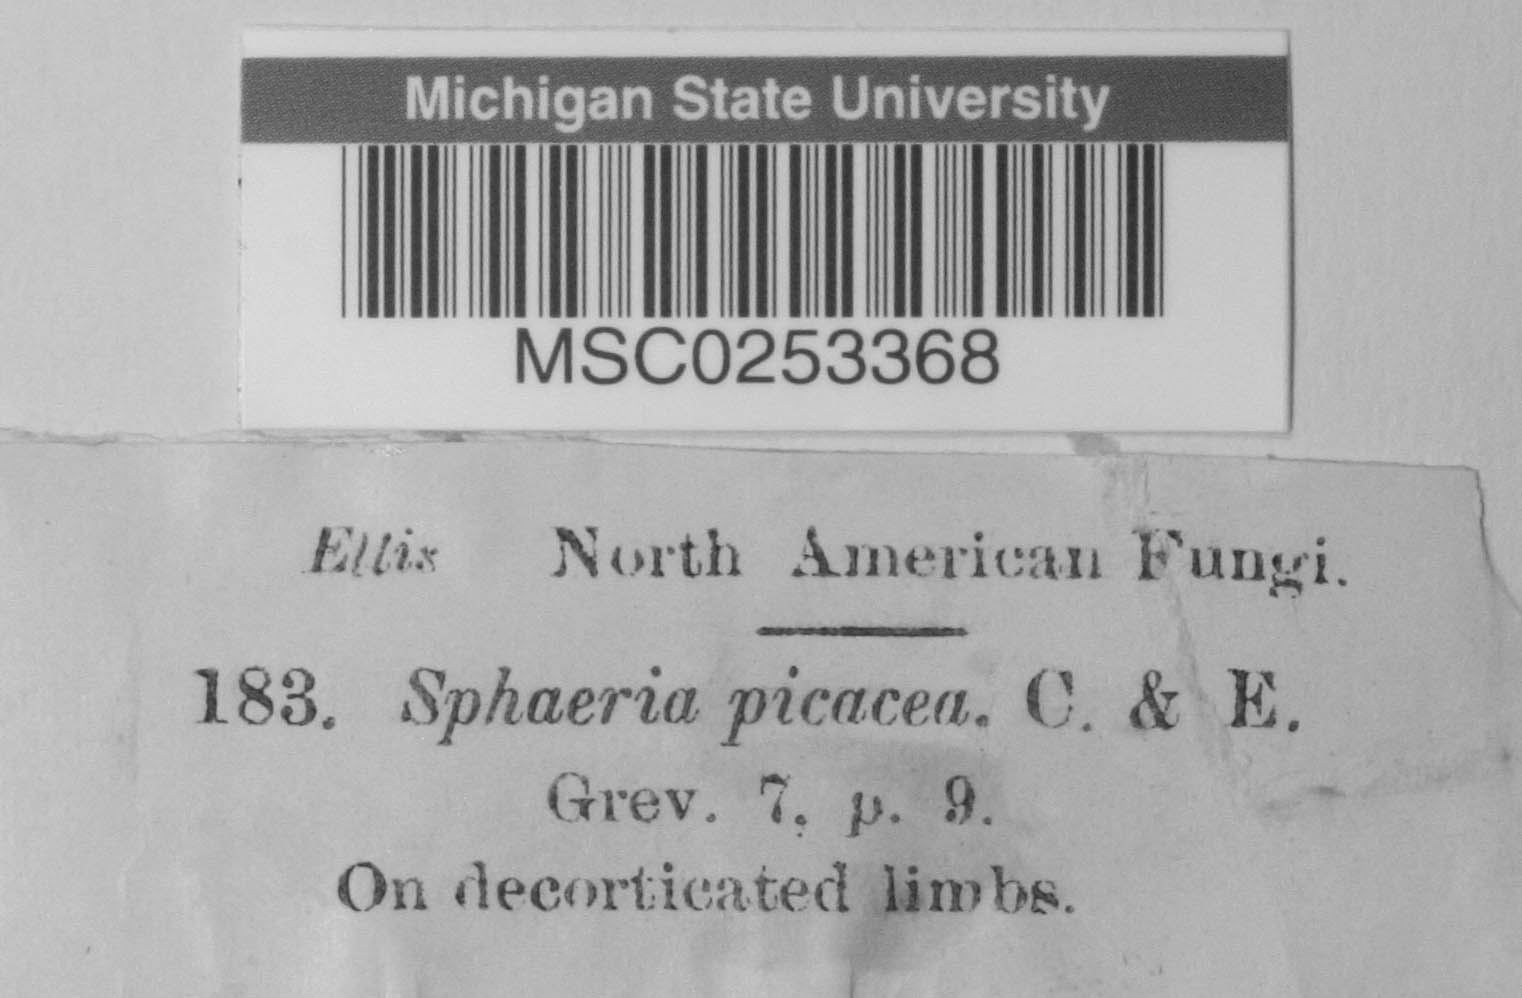 Michigan State University
MSC0253368
Ellis North American Fungi.
183. Sphaeria picacea. C. & E.
Grev. 7, p. 9.
On decorticated limbs.